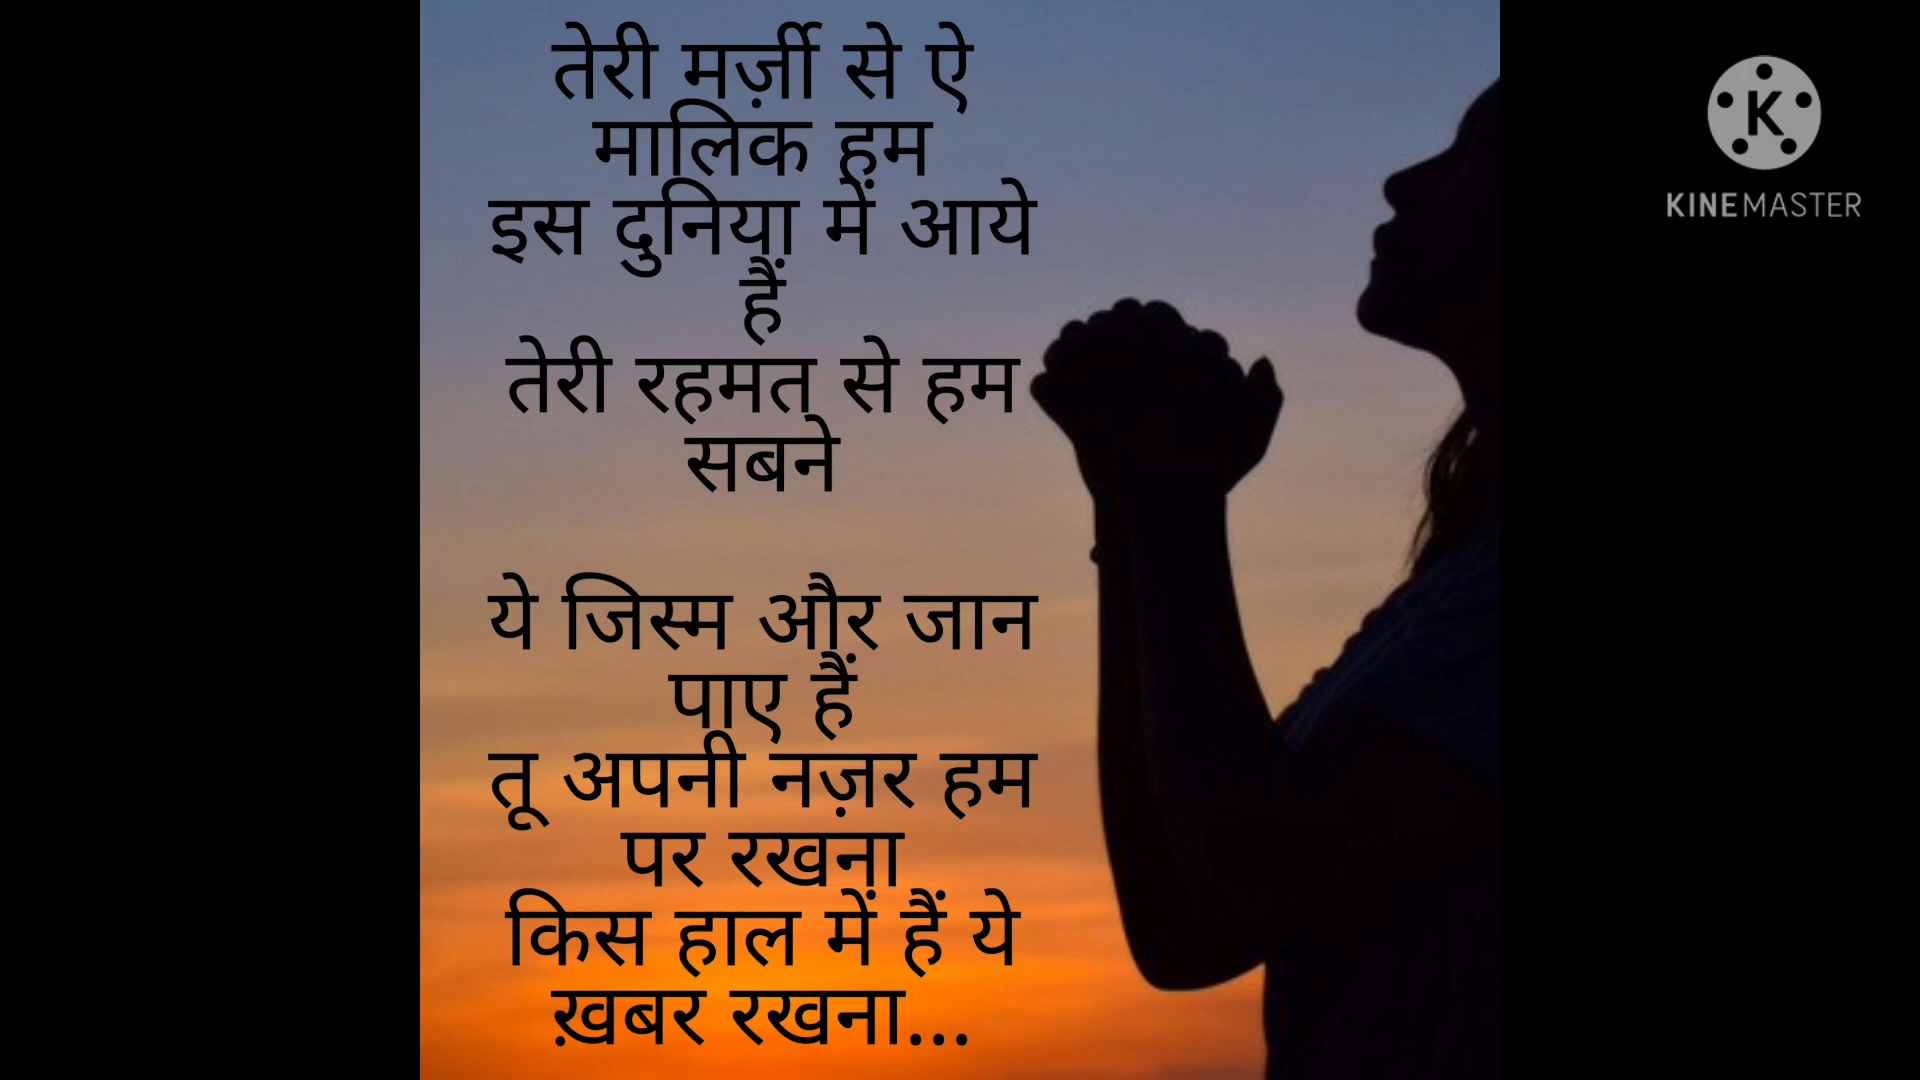 तेरी मर्ज़ी से ऐ
मालिक हम
इस दुनिया में आये
हैं
तेरी रहमत से हम
सबने
ये जिस्म और जान
पाए हैं
तू अपनी नज़र हम
पर रखना
किस हाल में हैं ये
ख़बर रखना...
K
KINEMASTER